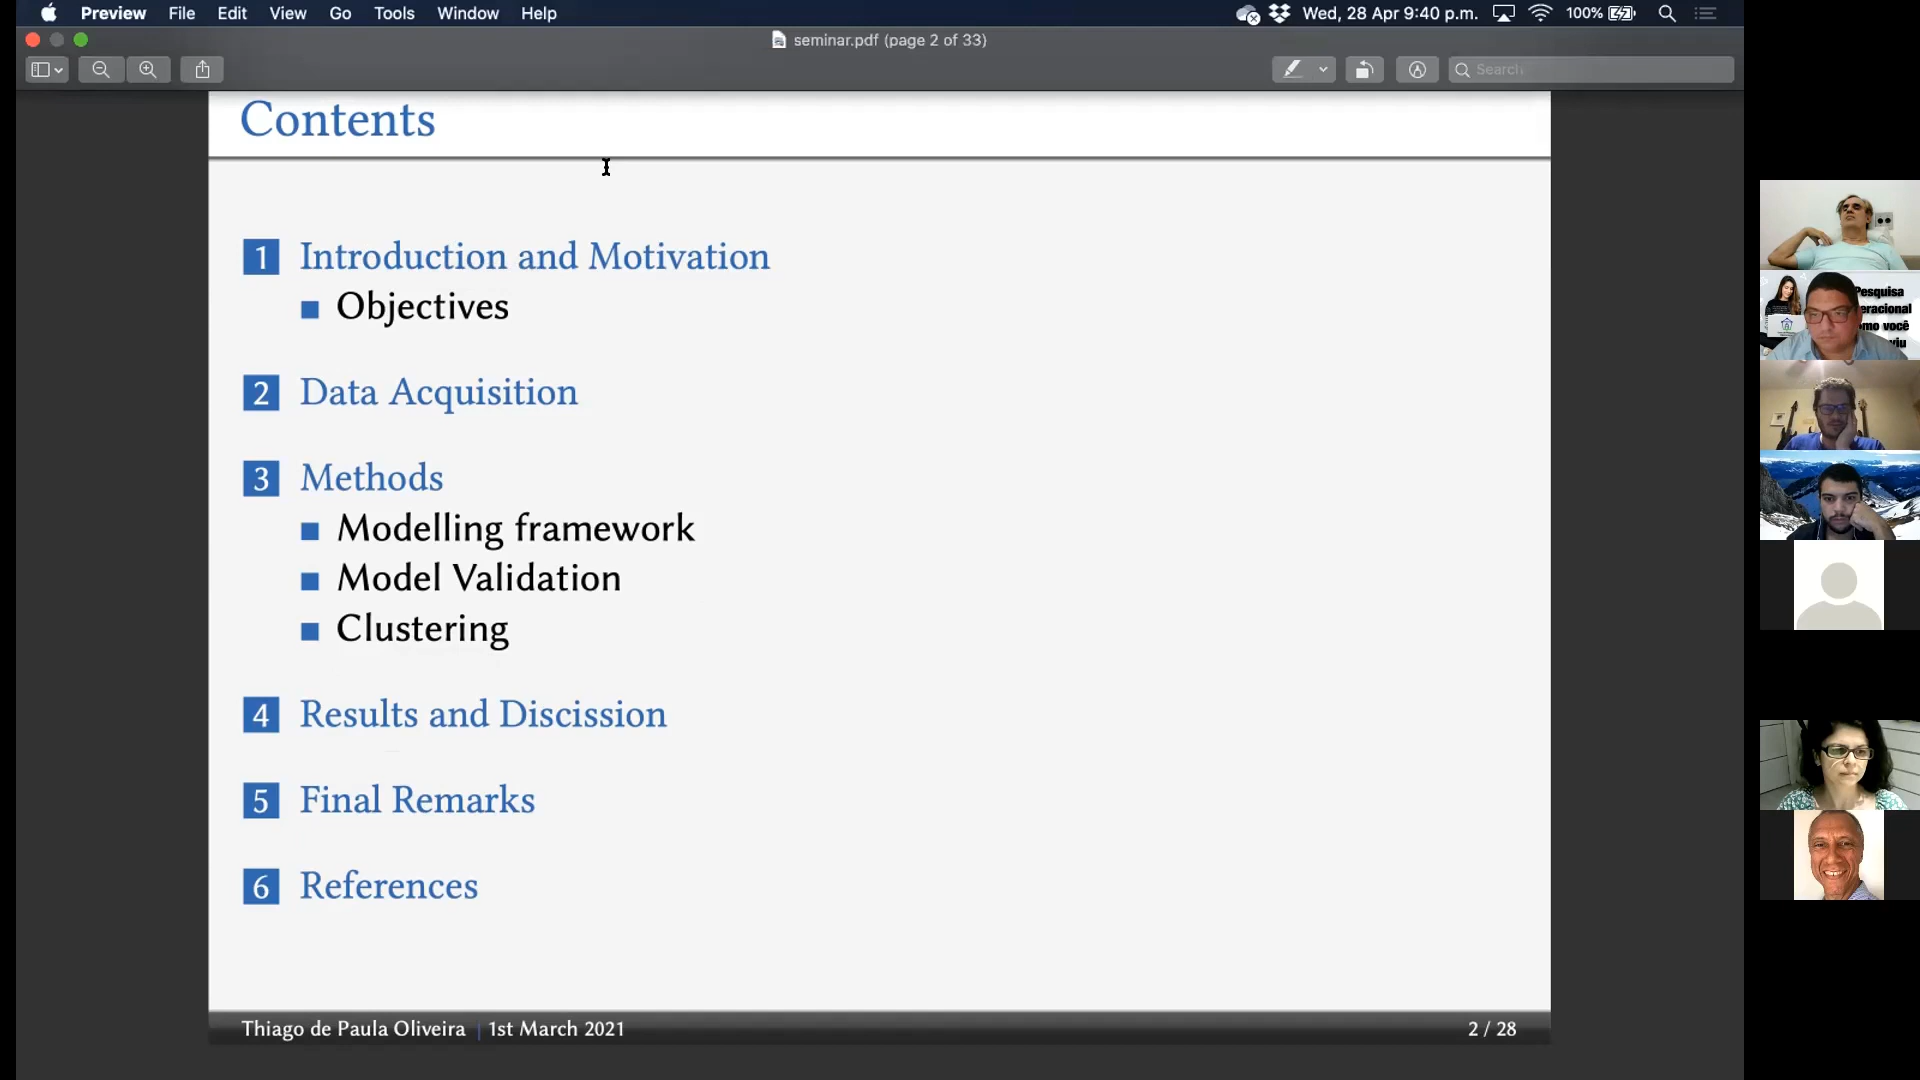 Preview File Edit View Go Tools Window Help
Wed, 28 Apr 9:40 p.m. 100%
seminar.pdf (page 2 of 33)
Search
Contents
1 Introduction and Motivation
Objectives
2 Data Acquisition
3 Methods
Modelling framework
Model Validation
Clustering
4 Results and Discission
5 Final Remarks
6 References
Thiago de Paula Oliveira | 1st March 2021
2 / 28
Pesquisa
eracional
mo você
viu